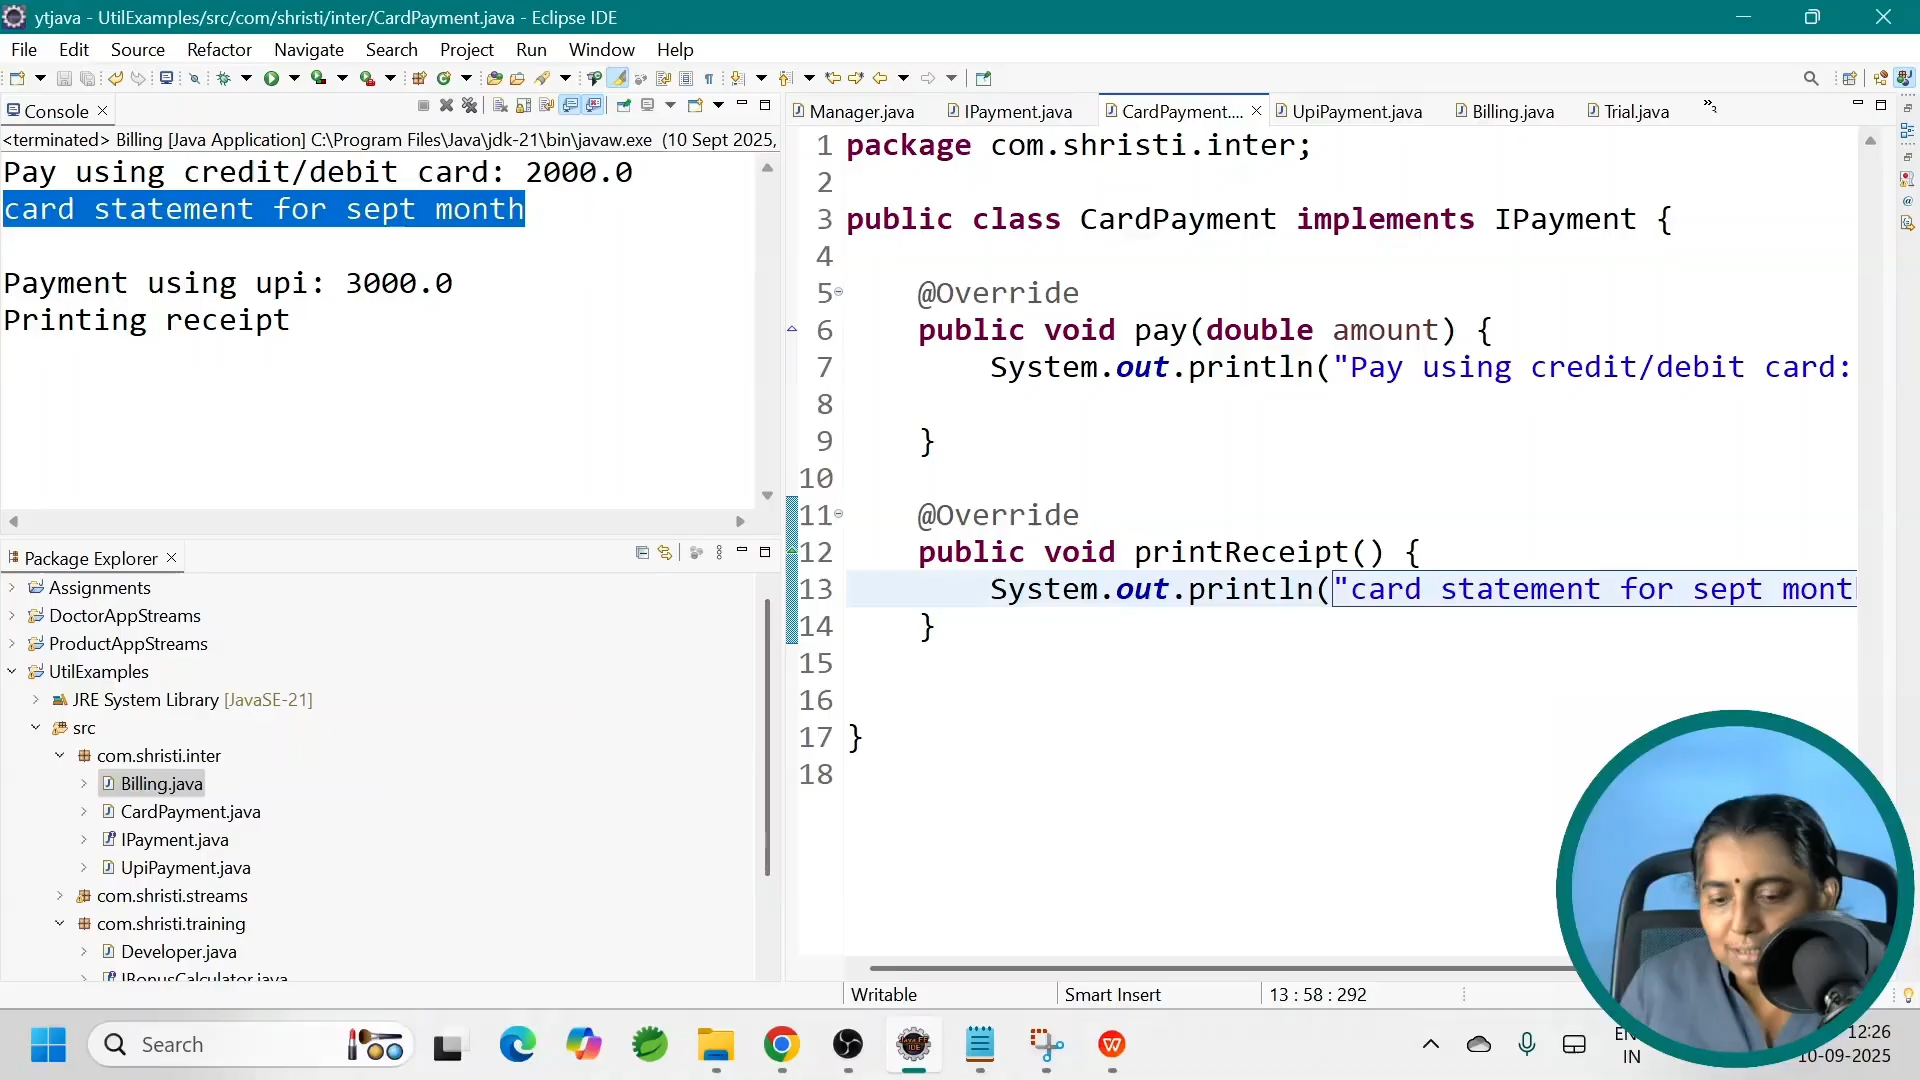 ytjava - UtilExamples/src/com/shristi/inter/CardPayment.java - Eclipse IDE
File Edit Source Refactor Navigate Search Project Run Window Help
Console
<terminated> Billing [Java Application] C:\Program Files\Java\jdk-21\bin\javaw.exe (10 Sept 2025,
Pay using credit/debit card: 2000.0
card statement for sept month
Payment using upi: 3000.0
Printing receipt
Package Explorer
Assignments
DoctorAppStreams
ProductAppStreams
UtilExamples
JRE System Library [JavaSE-21]
src
com.shristi.inter
Billing.java
CardPayment.java
IPayment.java
UpiPayment.java
com.shristi.streams
com.shristi.training
Developer.java
IBonusCalculator.java
Manager.java IPayment.java CardPayment.... UpiPayment.java Billing.java Trial.java »3
1 package com.shristi.inter;
2
3 public class CardPayment implements IPayment {
4
5 @Override
6 public void pay(double amount) {
7 System.out.println("Pay using credit/debit card:
8
9 }
10
11 @Override
12 public void printReceipt() {
13 System.out.println("card statement for sept mont
14 }
15
16
17 }
18
Writable Smart Insert 13 : 58 : 292
Search
IN
12:26
10-09-2025